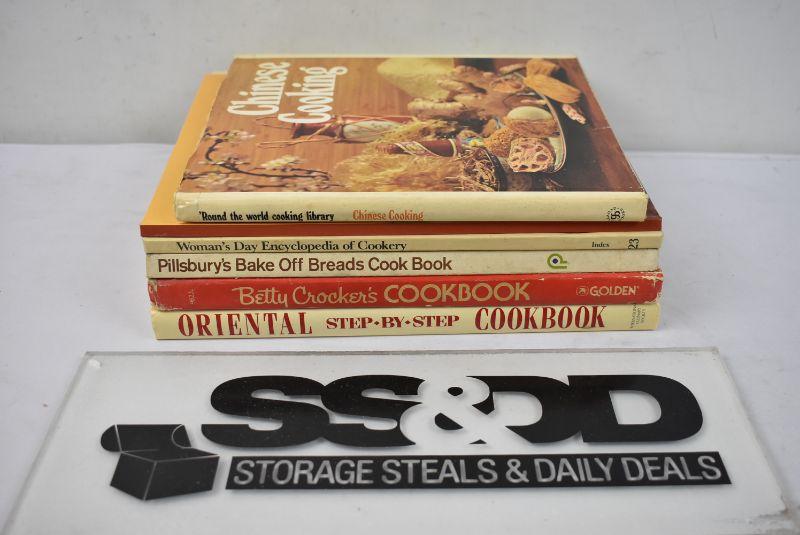 Chinese
Cooking
'Round the world cooking library Chinese Cooking
Woman's Day Encyclopedia of Cookery Index 23
Pillsbury's Bake Off Breads Cook Book
Betty Crocker's COOKBOOK GOLDEN
ORIENTAL STEP•BY•STEP COOKBOOK
SS&DD
STORAGE STEALS & DAILY DEALS